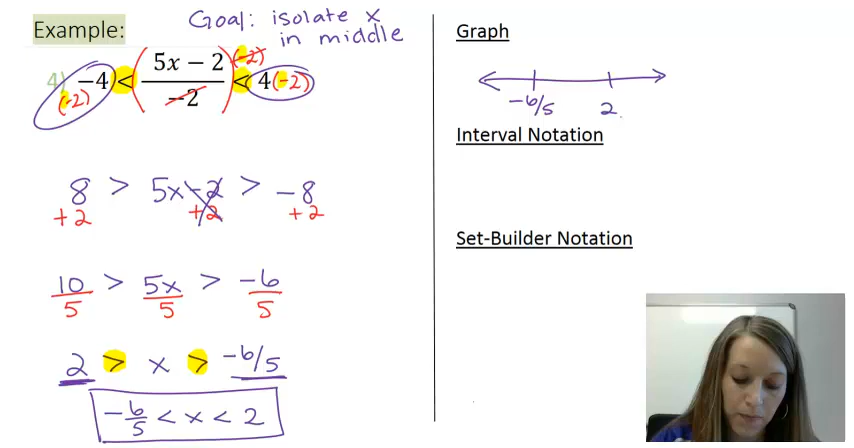 Example:
Goal: isolate x
in middle
4) -4 < (5x − 2)/(−2) < 4(-2)
(-2) (-2)
8 > 5x - 2 > -8
+2 +2 +2
10 > 5x > -6
5 5 5
2 > x > -6/5
-6/5 < x < 2
Graph
-6/5 2
Interval Notation
Set-Builder Notation